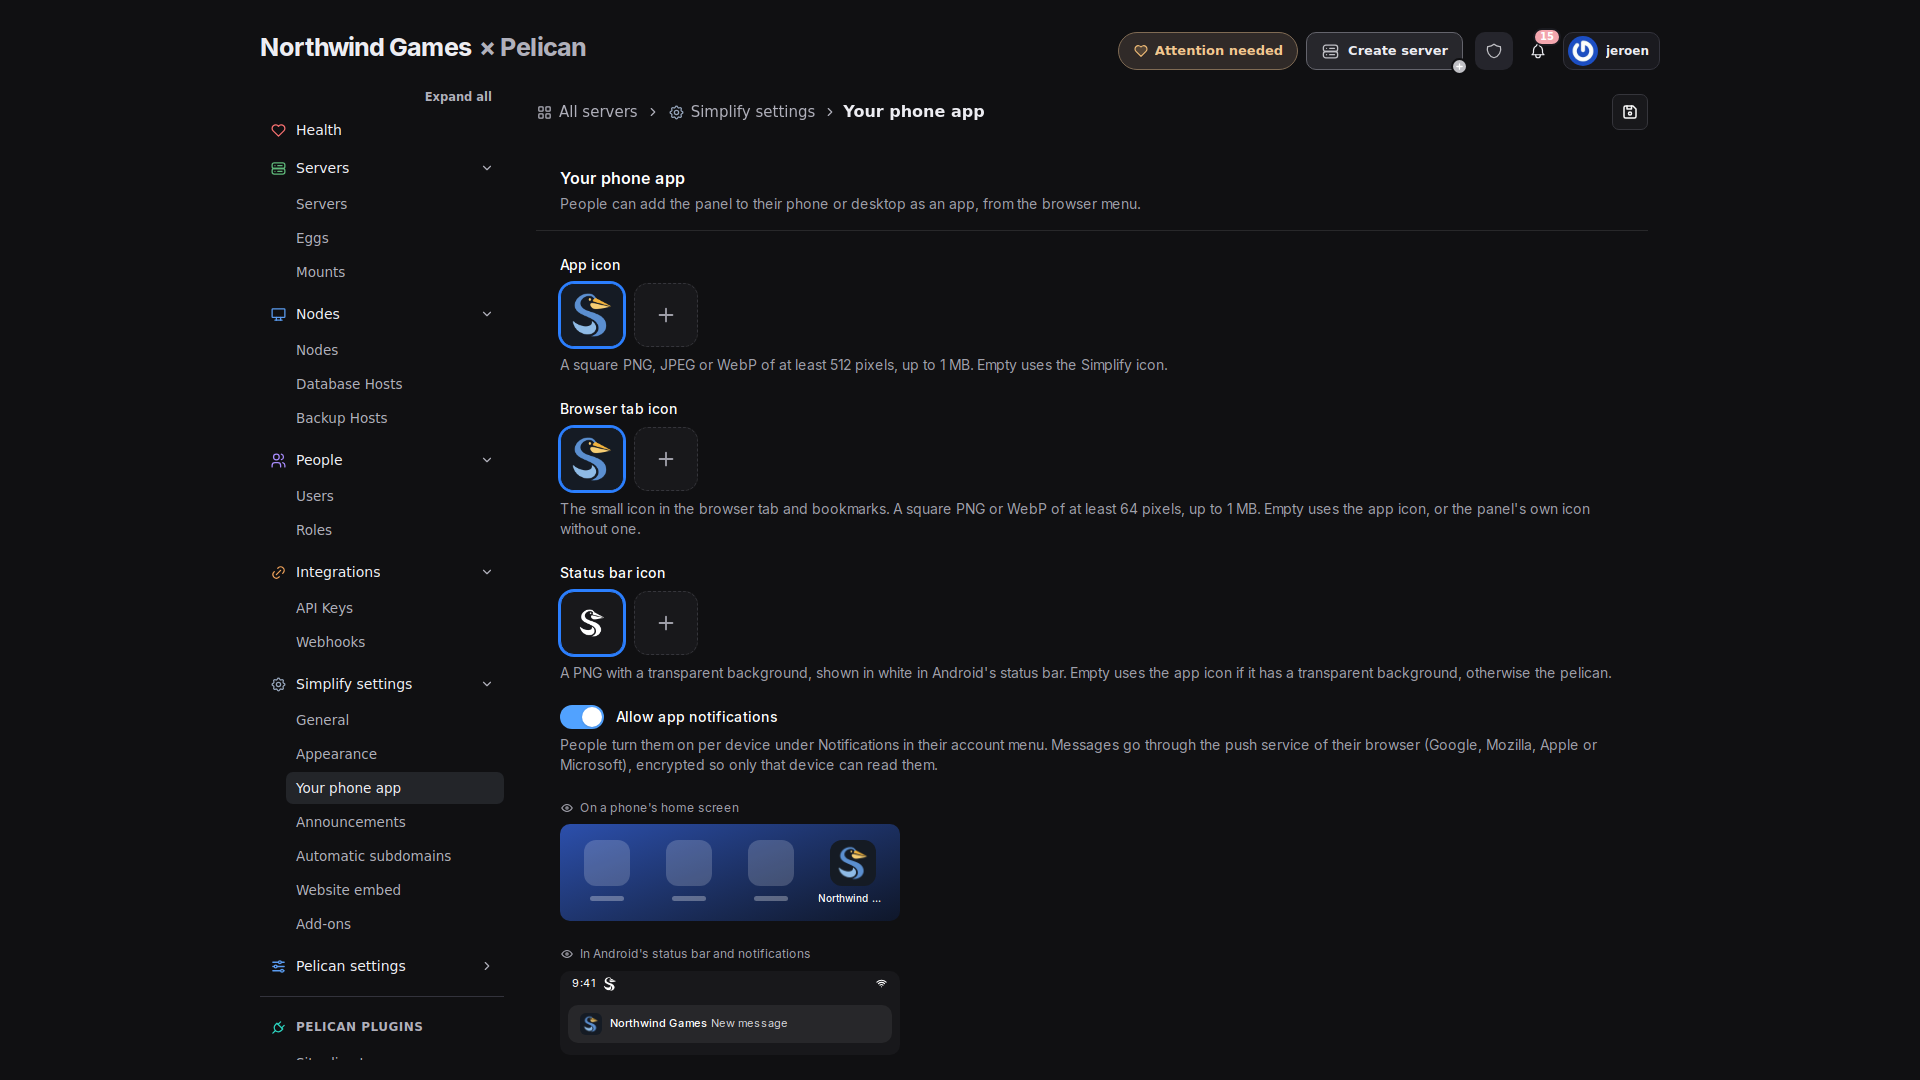 Northwind Games × Pelican
Attention needed
Create server
15
jeroen
Expand all
Health
Servers
Servers
Eggs
Mounts
Nodes
Nodes
Database Hosts
Backup Hosts
People
Users
Roles
Integrations
API Keys
Webhooks
Simplify settings
General
Appearance
Your phone app
Announcements
Automatic subdomains
Website embed
Add-ons
Pelican settings
PELICAN PLUGINS
All servers > Simplify settings > Your phone app
Your phone app
People can add the panel to their phone or desktop as an app, from the browser menu.
App icon
A square PNG, JPEG or WebP of at least 512 pixels, up to 1 MB. Empty uses the Simplify icon.
Browser tab icon
The small icon in the browser tab and bookmarks. A square PNG or WebP of at least 64 pixels, up to 1 MB. Empty uses the app icon, or the panel's own icon
without one.
Status bar icon
A PNG with a transparent background, shown in white in Android's status bar. Empty uses the app icon if it has a transparent background, otherwise the pelican.
Allow app notifications
People turn them on per device under Notifications in their account menu. Messages go through the push service of their browser (Google, Mozilla, Apple or
Microsoft), encrypted so only that device can read them.
On a phone's home screen
Northwind ...
In Android's status bar and notifications
9:41
Northwind Games New message